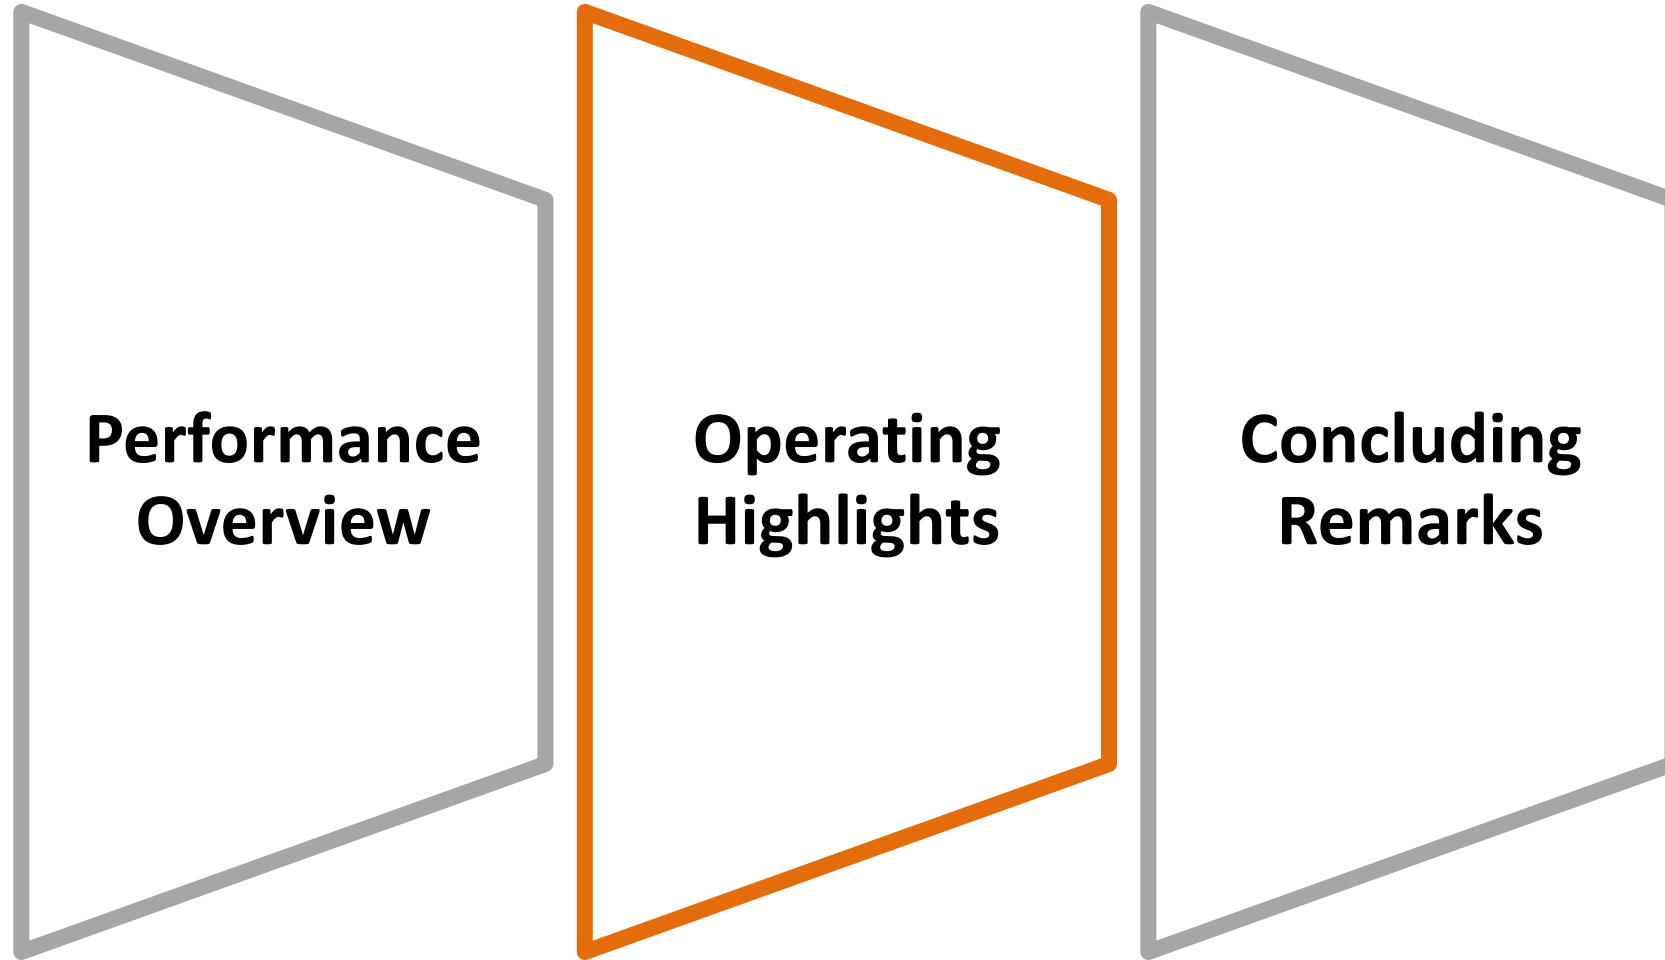 Performance
Overview
Operating
Highlights
Concluding
Remarks